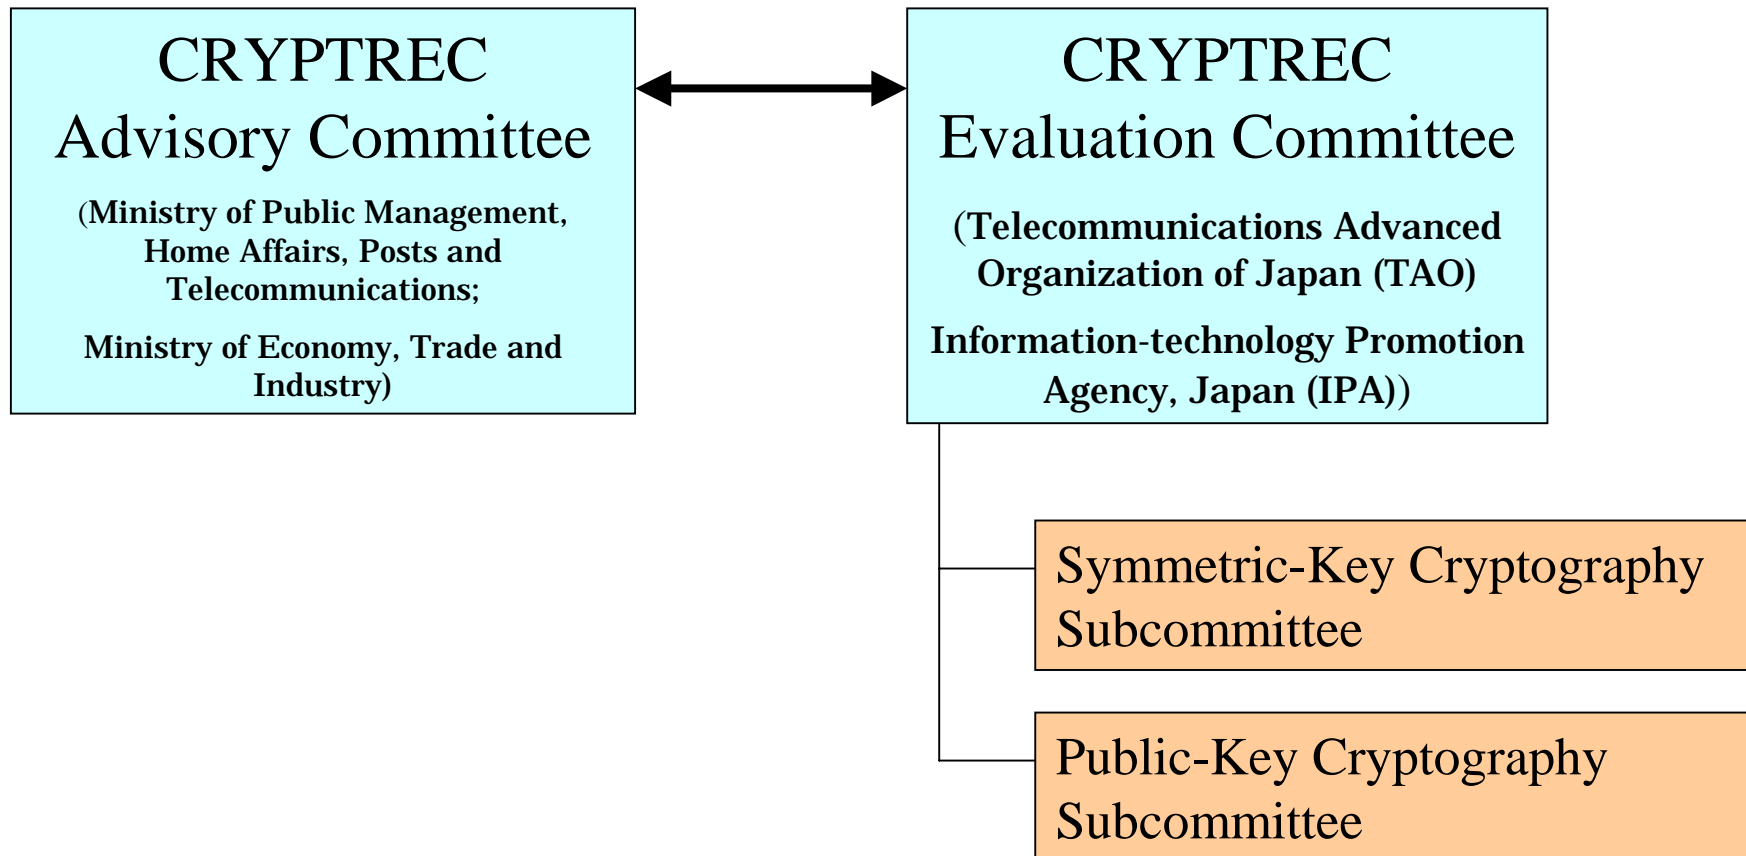 CRYPTREC
Advisory Committee
(Ministry of Public Management,
Home Affairs, Posts and
Telecommunications;
Ministry of Economy, Trade and
Industry)
CRYPTREC
Evaluation Committee
(Telecommunications Advanced
Organization of Japan (TAO)
Information-technology Promotion
Agency, Japan (IPA))
Symmetric-Key Cryptography
Subcommittee
Public-Key Cryptography
Subcommittee